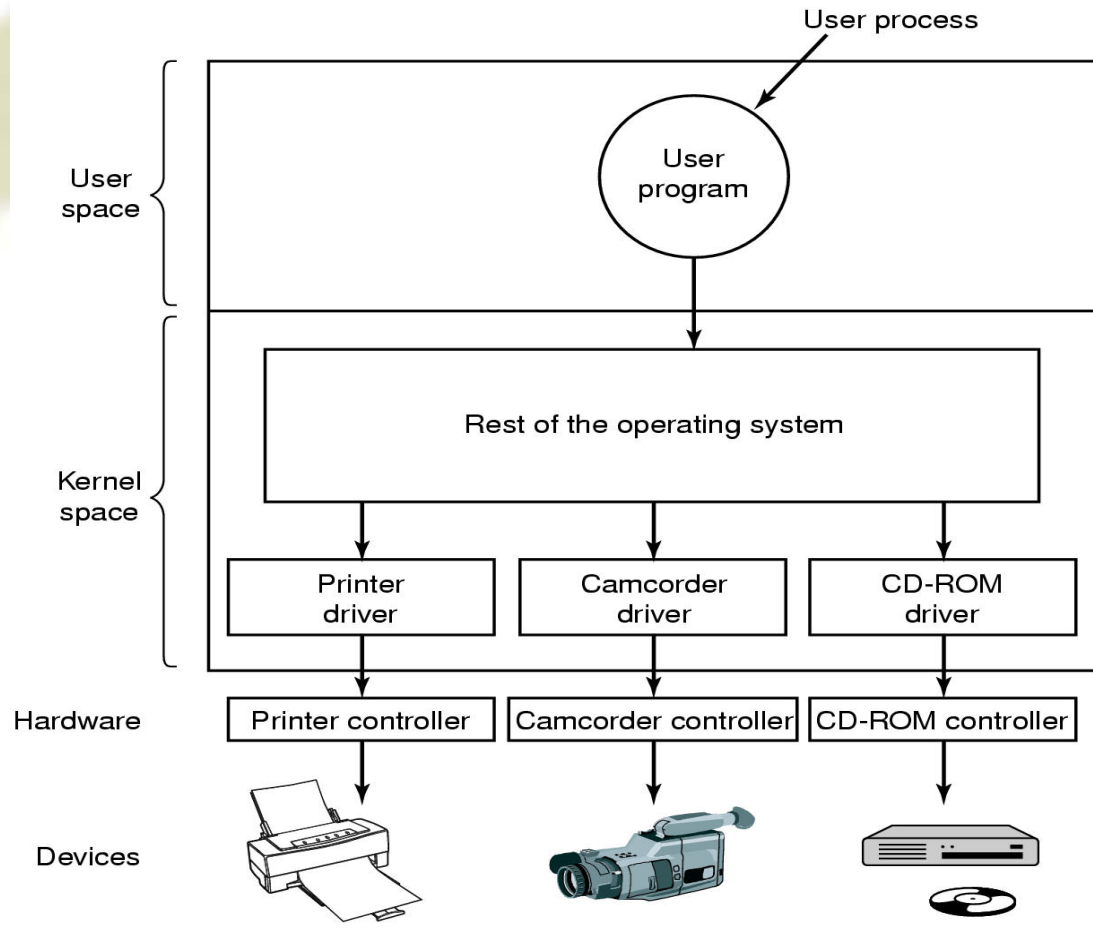 User process
User
program
User
space
Rest of the operating system
Kernel
space
Printer
driver
Camcorder
driver
CD-ROM
driver
Hardware
Printer controller
Camcorder controller
CD-ROM controller
Devices